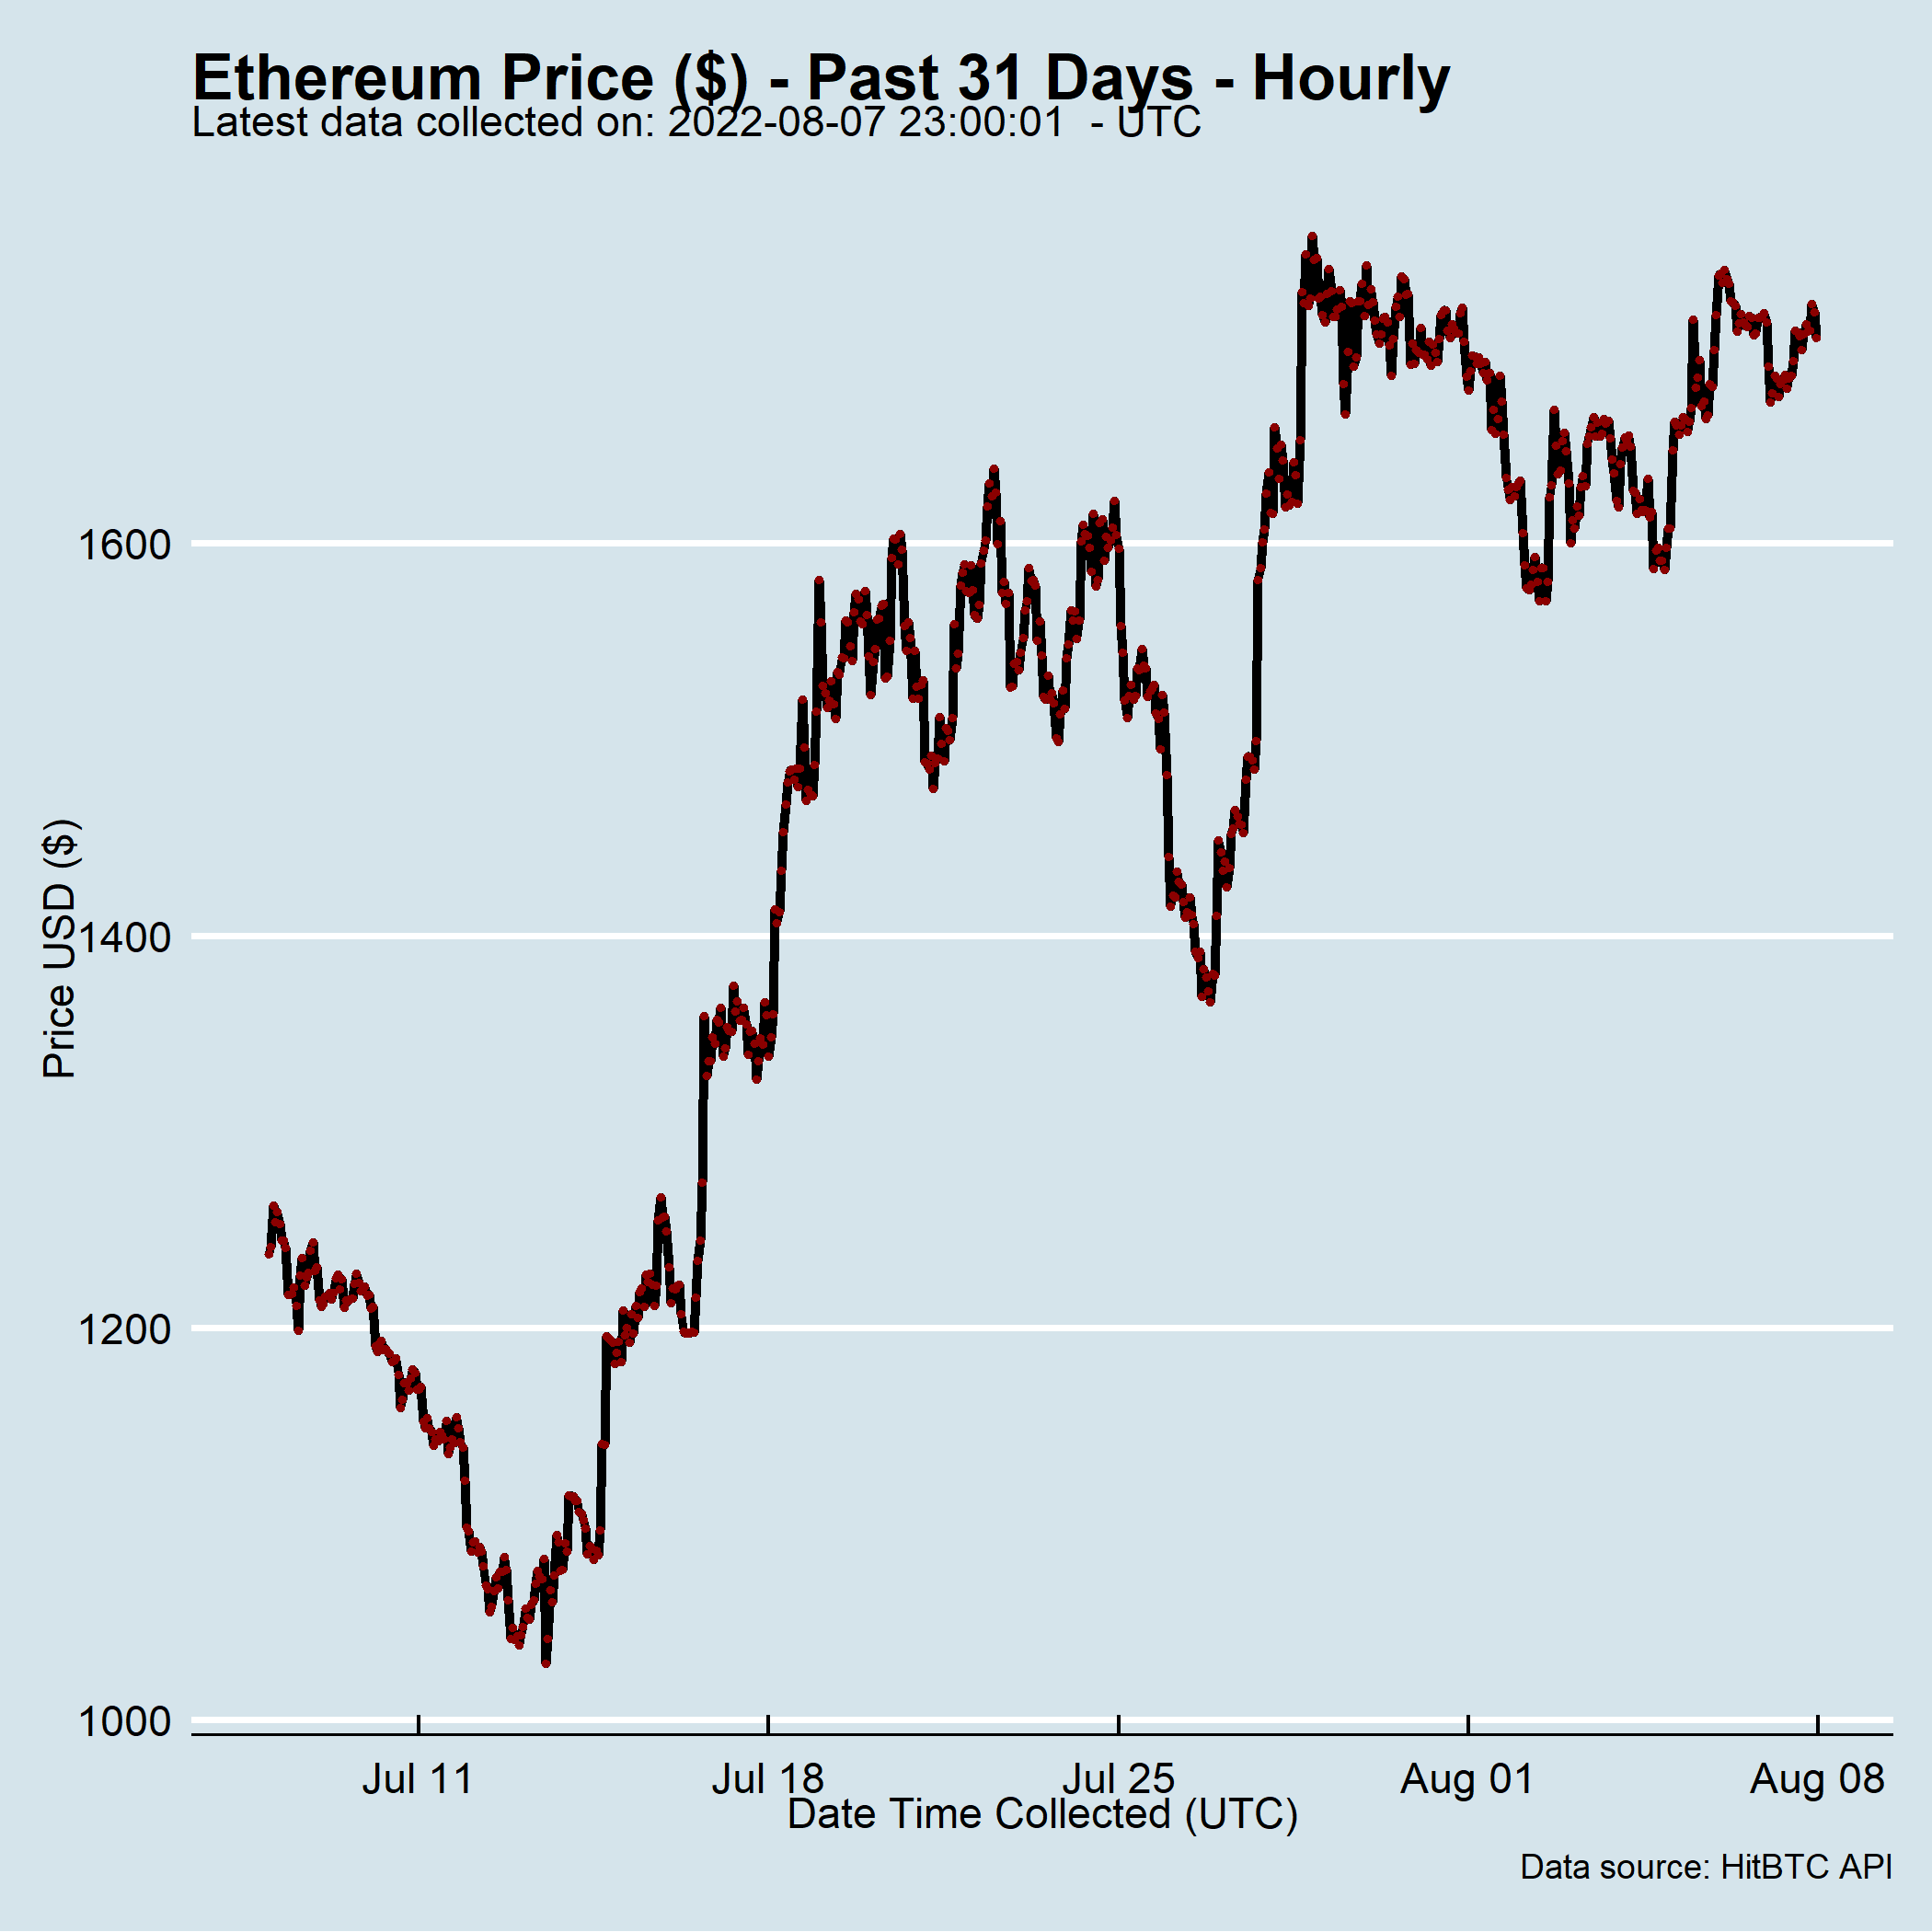 Ethereum Price ($) - Past 31 Days - Hourly
Latest data collected on: 2022-08-07 23:00:01  - UTC
Price USD ($)
1600
1400
1200
1000
Jul 11 Jul 18 Jul 25 Aug 01 Aug 08
Date Time Collected (UTC)
Data source: HitBTC API